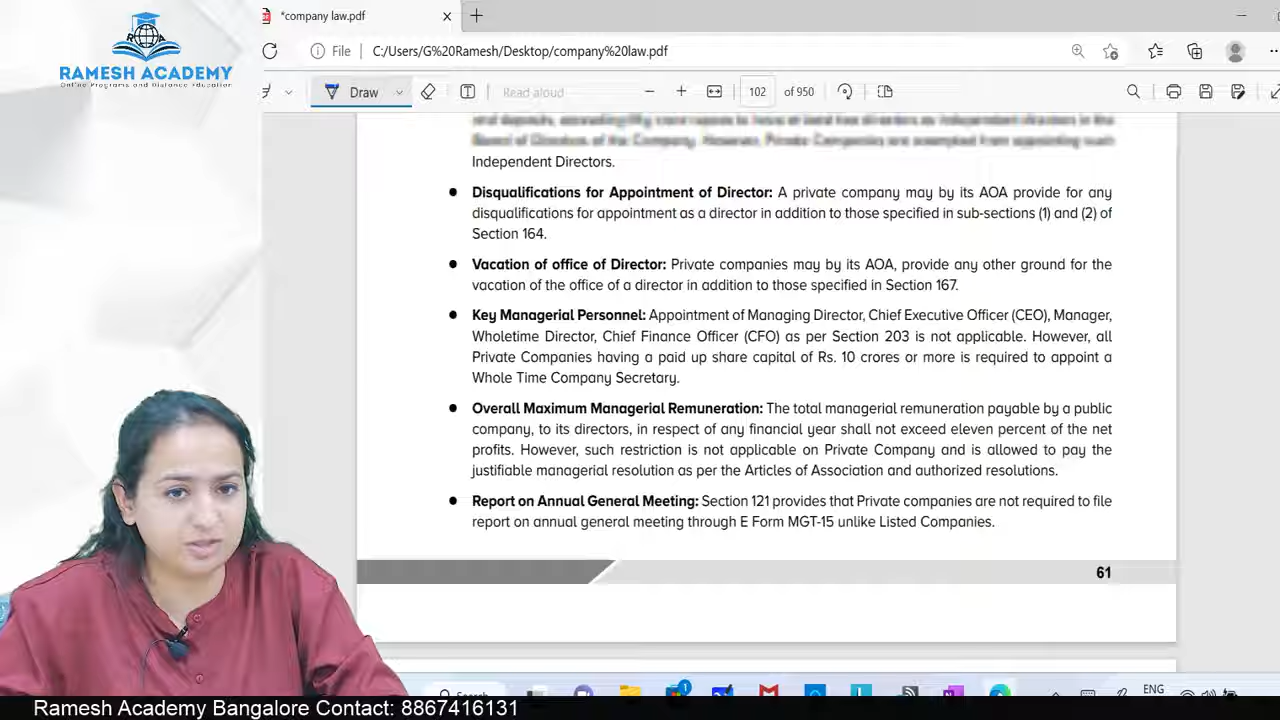 *company law.pdf
RAMESH ACADEMY
Online Programs and Distance Education
File C:/Users/G%20Ramesh/Desktop/company%20law.pdf
Draw Read aloud 102 of 950
Independent Directors.
Disqualifications for Appointment of Director: A private company may by its AOA provide for any
disqualifications for appointment as a director in addition to those specified in sub-sections (1) and (2) of
Section 164.
Vacation of office of Director: Private companies may by its AOA, provide any other ground for the
vacation of the office of a director in addition to those specified in Section 167.
Key Managerial Personnel: Appointment of Managing Director, Chief Executive Officer (CEO), Manager,
Wholetime Director, Chief Finance Officer (CFO) as per Section 203 is not applicable. However, all
Private Companies having a paid up share capital of Rs. 10 crores or more is required to appoint a
Whole Time Company Secretary.
Overall Maximum Managerial Remuneration: The total managerial remuneration payable by a public
company, to its directors, in respect of any financial year shall not exceed eleven percent of the net
profits. However, such restriction is not applicable on Private Company and is allowed to pay the
justifiable managerial resolution as per the Articles of Association and authorized resolutions.
Report on Annual General Meeting: Section 121 provides that Private companies are not required to file
report on annual general meeting through E Form MGT-15 unlike Listed Companies.
61
ENG
Ramesh Academy Bangalore Contact: 8867416131